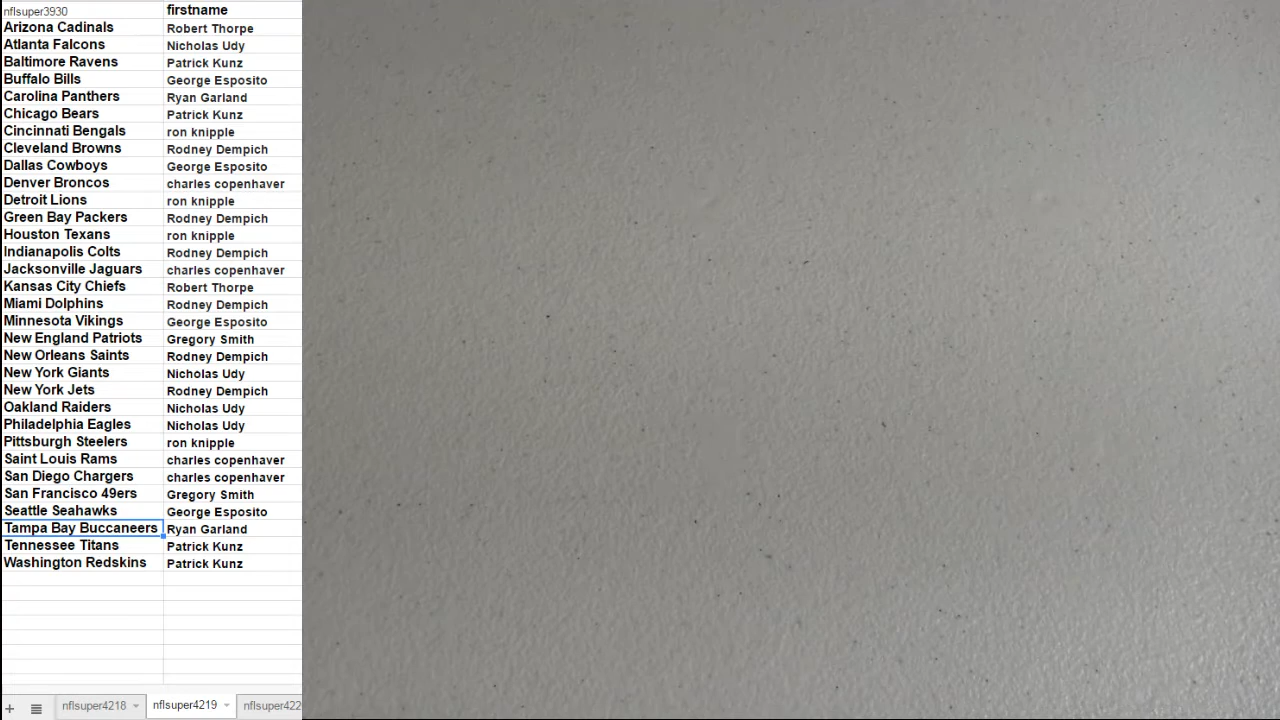 nflsuper3930 firstname
Arizona Cadinals Robert Thorpe
Atlanta Falcons Nicholas Udy
Baltimore Ravens Patrick Kunz
Buffalo Bills George Esposito
Carolina Panthers Ryan Garland
Chicago Bears Patrick Kunz
Cincinnati Bengals ron knipple
Cleveland Browns Rodney Dempich
Dallas Cowboys George Esposito
Denver Broncos charles copenhaver
Detroit Lions ron knipple
Green Bay Packers Rodney Dempich
Houston Texans ron knipple
Indianapolis Colts Rodney Dempich
Jacksonville Jaguars charles copenhaver
Kansas City Chiefs Robert Thorpe
Miami Dolphins Rodney Dempich
Minnesota Vikings George Esposito
New England Patriots Gregory Smith
New Orleans Saints Rodney Dempich
New York Giants Nicholas Udy
New York Jets Rodney Dempich
Oakland Raiders Nicholas Udy
Philadelphia Eagles Nicholas Udy
Pittsburgh Steelers ron knipple
Saint Louis Rams charles copenhaver
San Diego Chargers charles copenhaver
San Francisco 49ers Gregory Smith
Seattle Seahawks George Esposito
Tampa Bay Buccaneers Ryan Garland
Tennessee Titans Patrick Kunz
Washington Redskins Patrick Kunz
nflsuper4218 nflsuper4219 nflsuper422